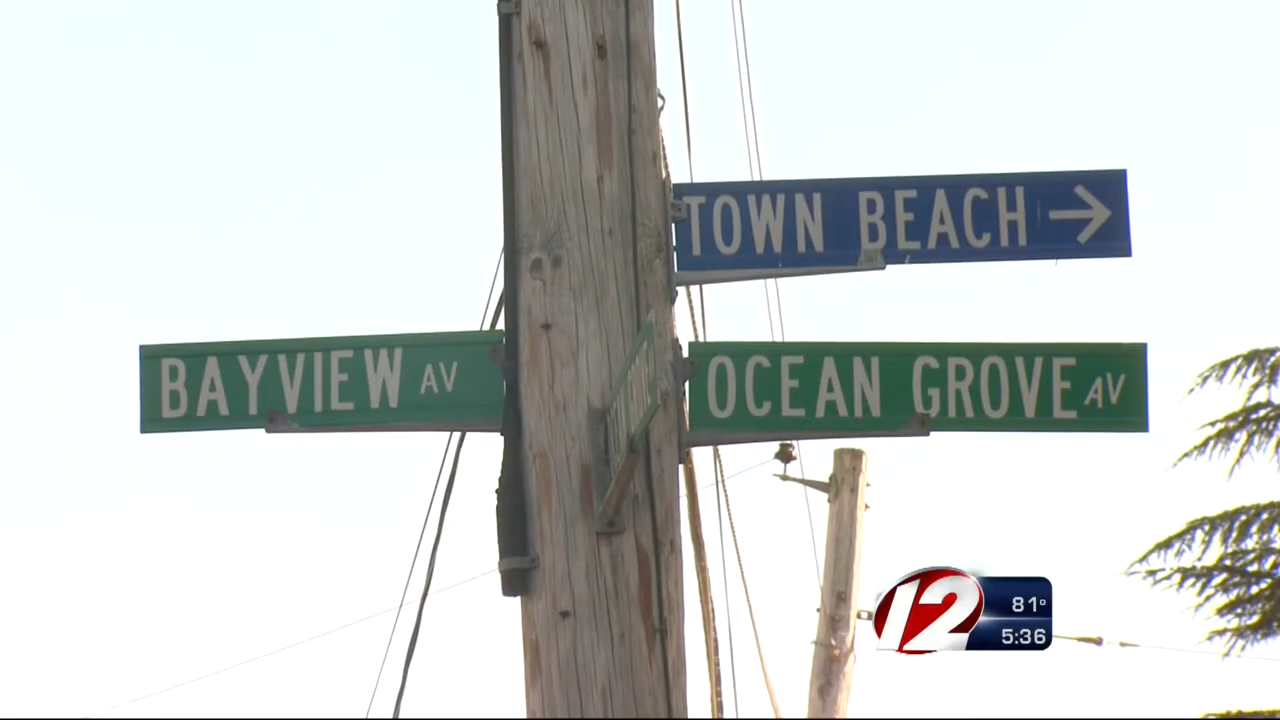 TOWN BEACH →
BAYVIEW AV
OCEAN GROVE AV
12
81°
5:36